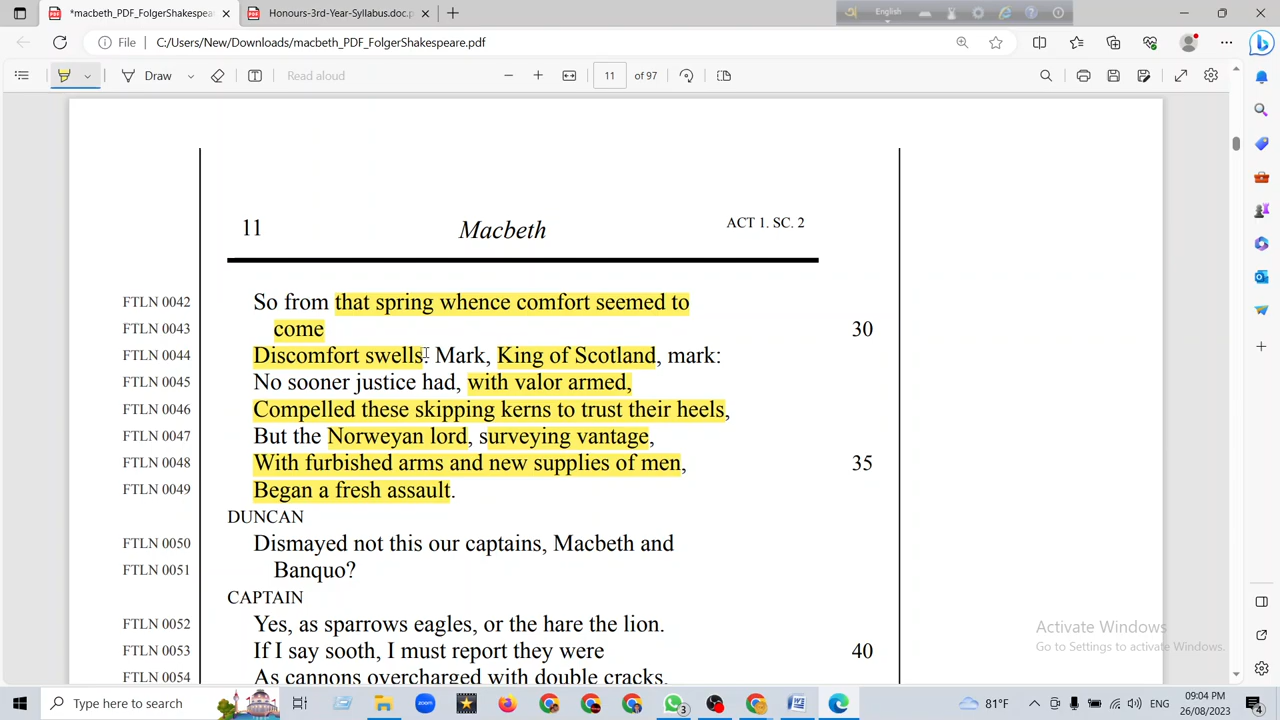 *macbeth_PDF_FolgerShakespea
Honours-3rd-Year-Syllabus.doc.p
English
File
C:/Users/New/Downloads/macbeth_PDF_FolgerShakespeare.pdf
Draw
Read aloud
11
of 97
11
Macbeth
ACT 1. SC. 2
FTLN 0042 So from that spring whence comfort seemed to
FTLN 0043 come 30
FTLN 0044 Discomfort swells. Mark, King of Scotland, mark:
FTLN 0045 No sooner justice had, with valor armed,
FTLN 0046 Compelled these skipping kerns to trust their heels,
FTLN 0047 But the Norweyan lord, surveying vantage,
FTLN 0048 With furbished arms and new supplies of men, 35
FTLN 0049 Began a fresh assault.
DUNCAN
FTLN 0050 Dismayed not this our captains, Macbeth and
FTLN 0051 Banquo?
CAPTAIN
FTLN 0052 Yes, as sparrows eagles, or the hare the lion.
FTLN 0053 If I say sooth, I must report they were 40
FTLN 0054 As cannons overcharged with double cracks,
Activate Windows
Go to Settings to activate Windows.
Type here to search
zoom
3
81°F
ENG
09:04 PM
26/08/2023
4